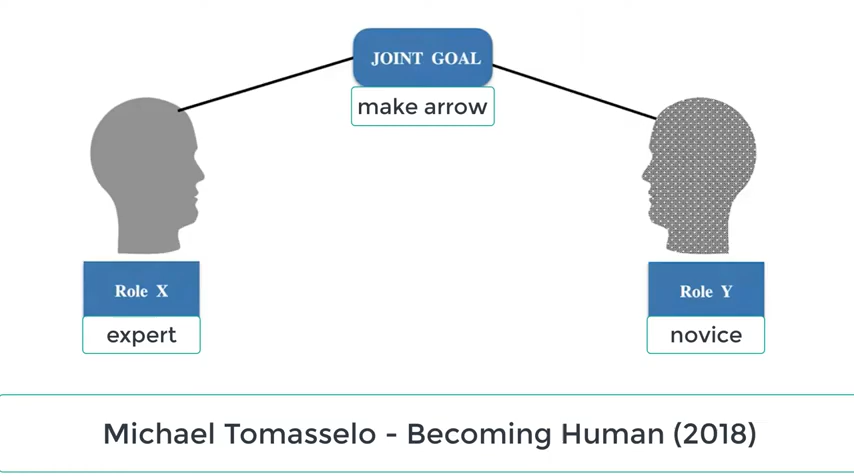 JOINT GOAL
make arrow
Role X
expert
Role Y
novice
Michael Tomasselo - Becoming Human (2018)